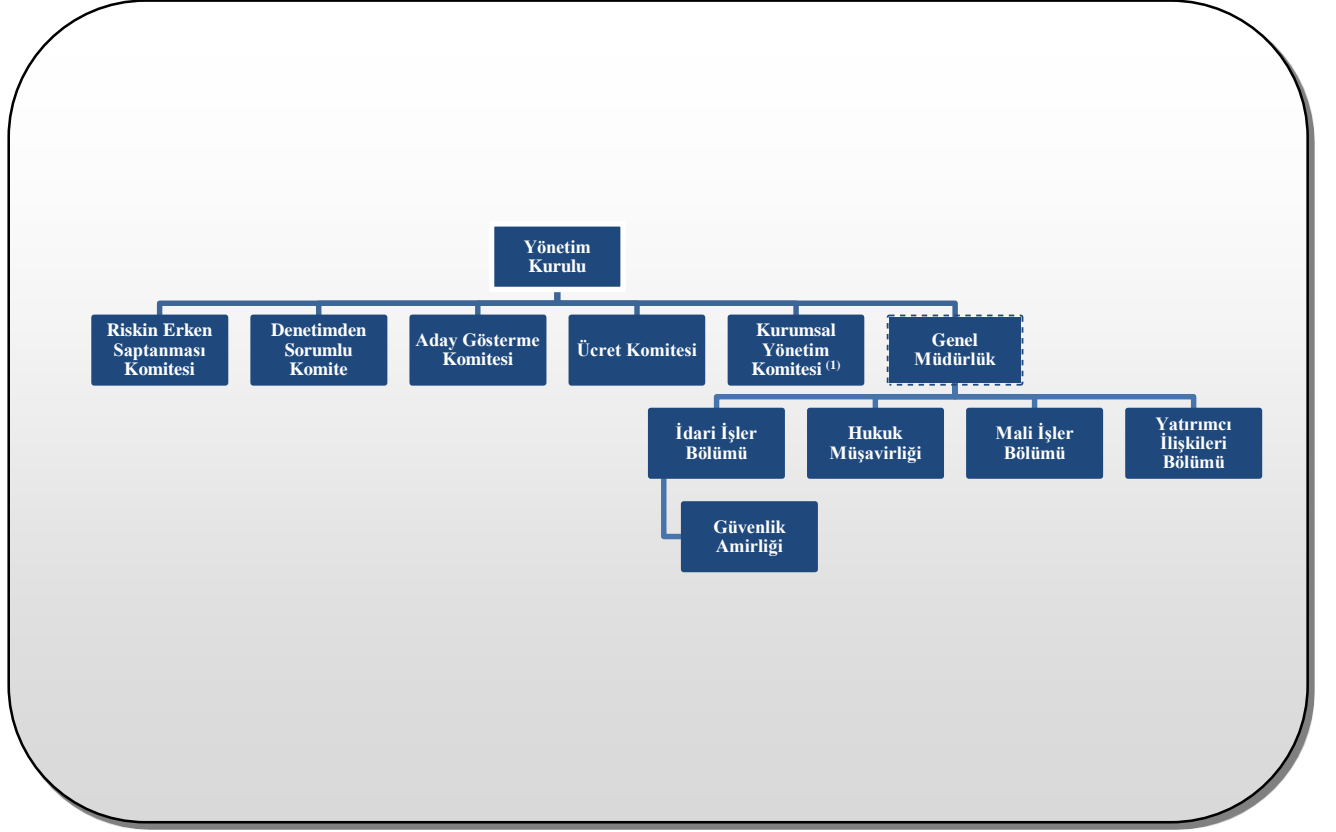 Yönetim
Kurulu
Riskin Erken
Saptanması
Komitesi
Denetimden
Sorumlu
Komite
Aday Gösterme
Komitesi
Ücret Komitesi
Kurumsal
Yönetim
Komitesi (1)
Genel
Müdürlük
İdari İşler
Bölümü
Hukuk
Müşavirliği
Mali İşler
Bölümü
Yatırımcı
İlişkileri
Bölümü
Güvenlik
Amirliği